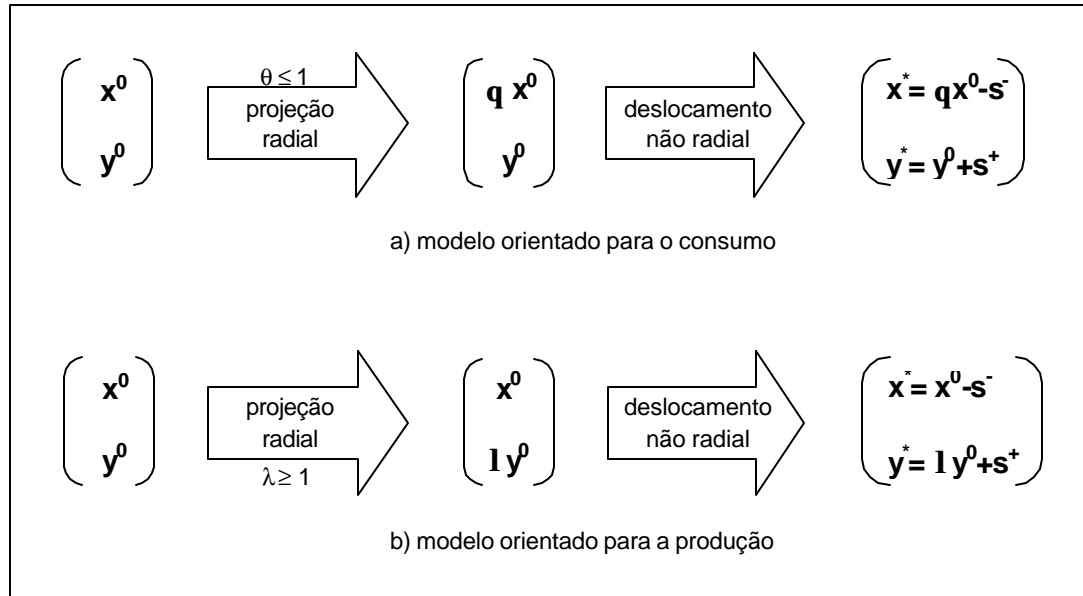 x⁰
y⁰
θ ≤ 1
projeção
radial
q x⁰
y⁰
deslocamento
não radial
x*= qx⁰-s⁻
y*= y⁰+s⁺
a) modelo orientado para o consumo
x⁰
y⁰
projeção
radial
λ ≥ 1
x⁰
l y⁰
deslocamento
não radial
x*= x⁰-s⁻
y*= l y⁰+s⁺
b) modelo orientado para a produção